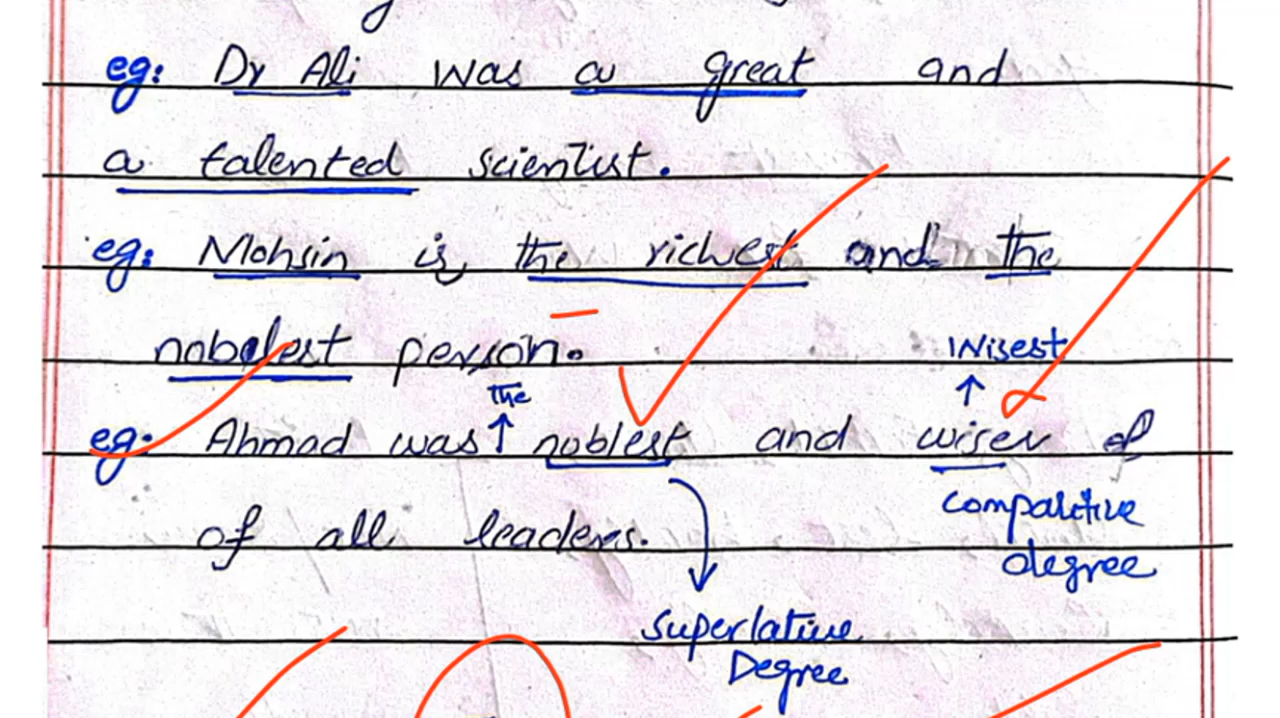 eg: Dr Ali was a great and
a talented scientist.
eg: Mohsin is the richest and the
noblest person.
wisest
the
eg: Ahmad was noblest and wiser of
of all leaders.
comparitive
degree
superlative
Degree